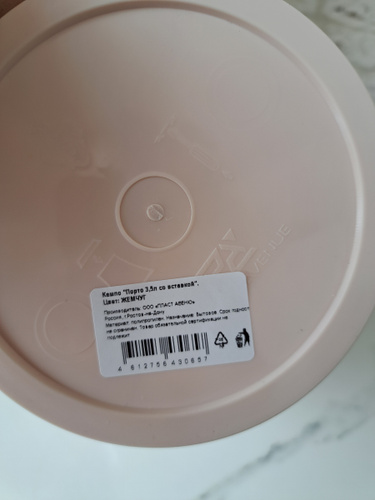 AVENUE
Кашпо "Порто 3,5л со вставкой".
Цвет: ЖЕМЧУГ
Производитель: ООО «ПЛАСТ АВЕНЮ»
Россия, г.Ростов-на-Дону
Материал: полипропилен. Назначение: бытовое. Срок годности
не ограничен. Товар обязательной сертификации не
подлежит
4 612756 430657